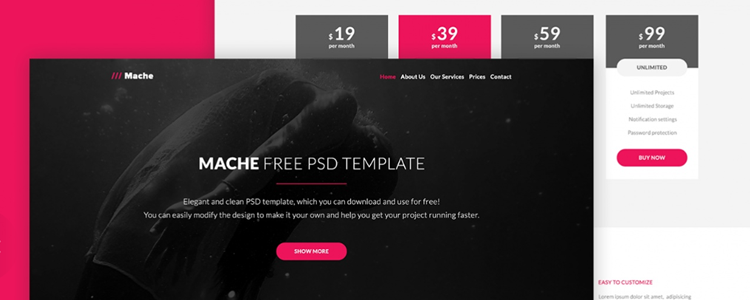 $19
per month
$39
per month
$59
per month
$99
per month
UNLIMITED
Unlimited Projects
Unlimited Storage
Notification settings
Password protection
BUY NOW
/// Mache
Home About Us Our Services Prices Contact
MACHE FREE PSD TEMPLATE
Elegant and clean PSD template, which you can download and use for free!
You can easily modify the design to make it your own and help you get your project running faster.
SHOW MORE
EASY TO CUSTOMIZE
Lorem ipsum dolor sit amet, adipiscing